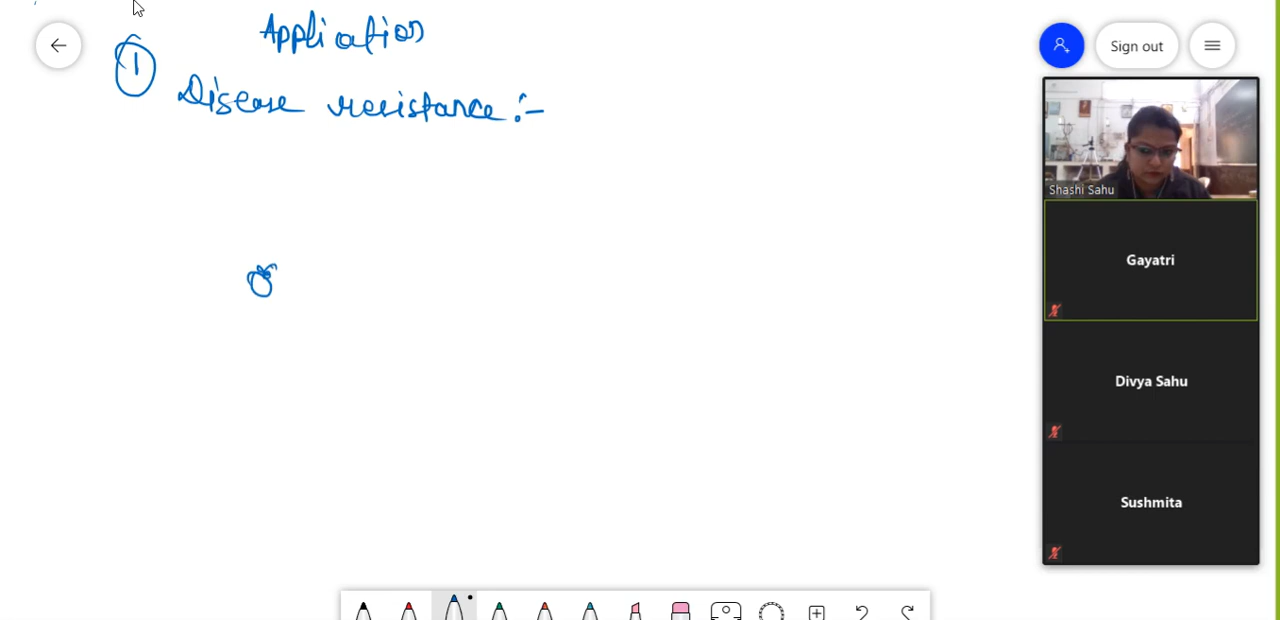 Application
① Disease resistance :-
Sign out
Shashi Sahu
Gayatri
Divya Sahu
Sushmita